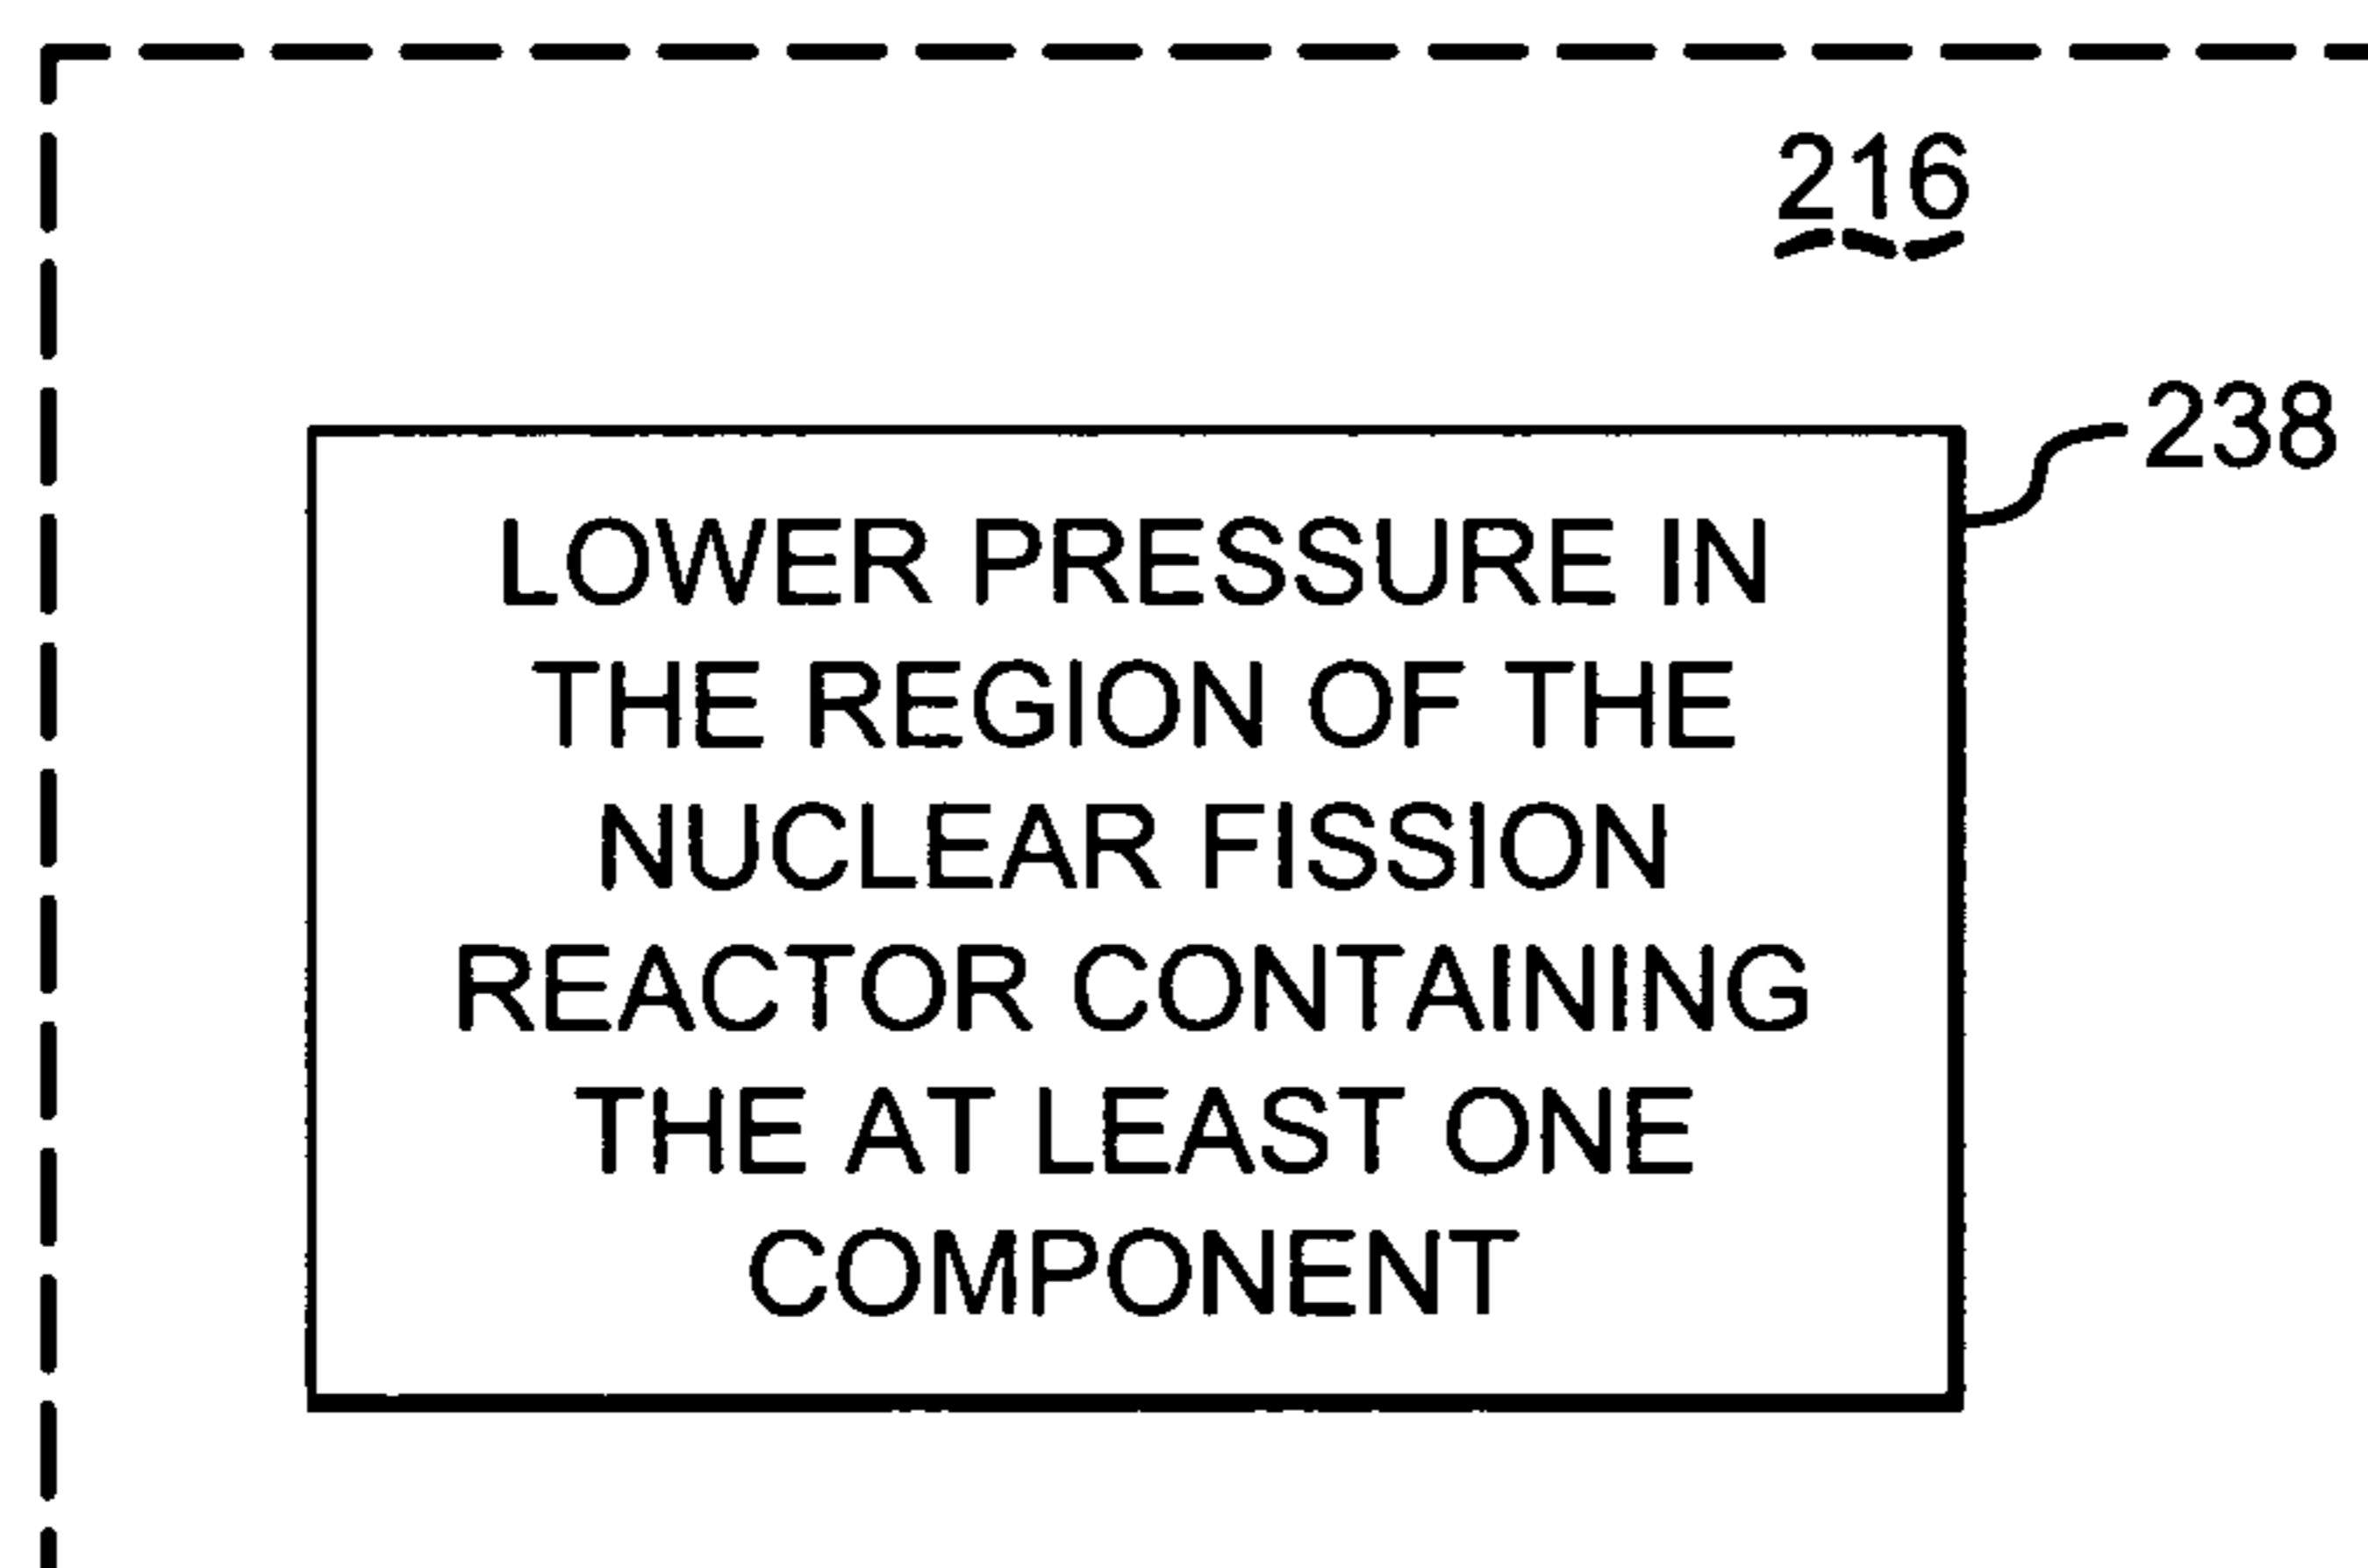 216
238
LOWER PRESSURE IN
THE REGION OF THE
NUCLEAR FISSION
REACTOR CONTAINING
THE AT LEAST ONE
COMPONENT